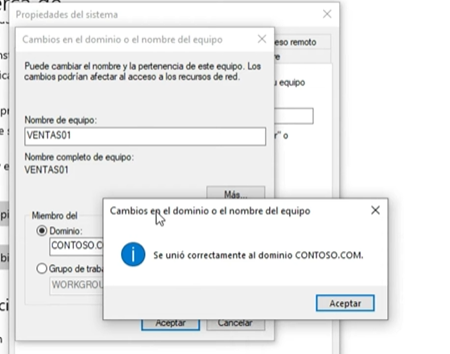 Propiedades del sistema
Cambios en el dominio o el nombre del equipo
remoto
Puede cambiar el nombre y la pertenencia de este equipo. Los
cambios podrían afectar al acceso a los recursos de red.
equipo
Nombre de equipo:
VENTAS01
Nombre completo de equipo:
VENTAS01
Más...
Miembro del
Dominio:
CONTOSO.C
Grupo de traba
WORKGROU
Aceptar
Cancelar
Cambios en el dominio o el nombre del equipo
Se unió correctamente al dominio CONTOSO.COM.
Aceptar